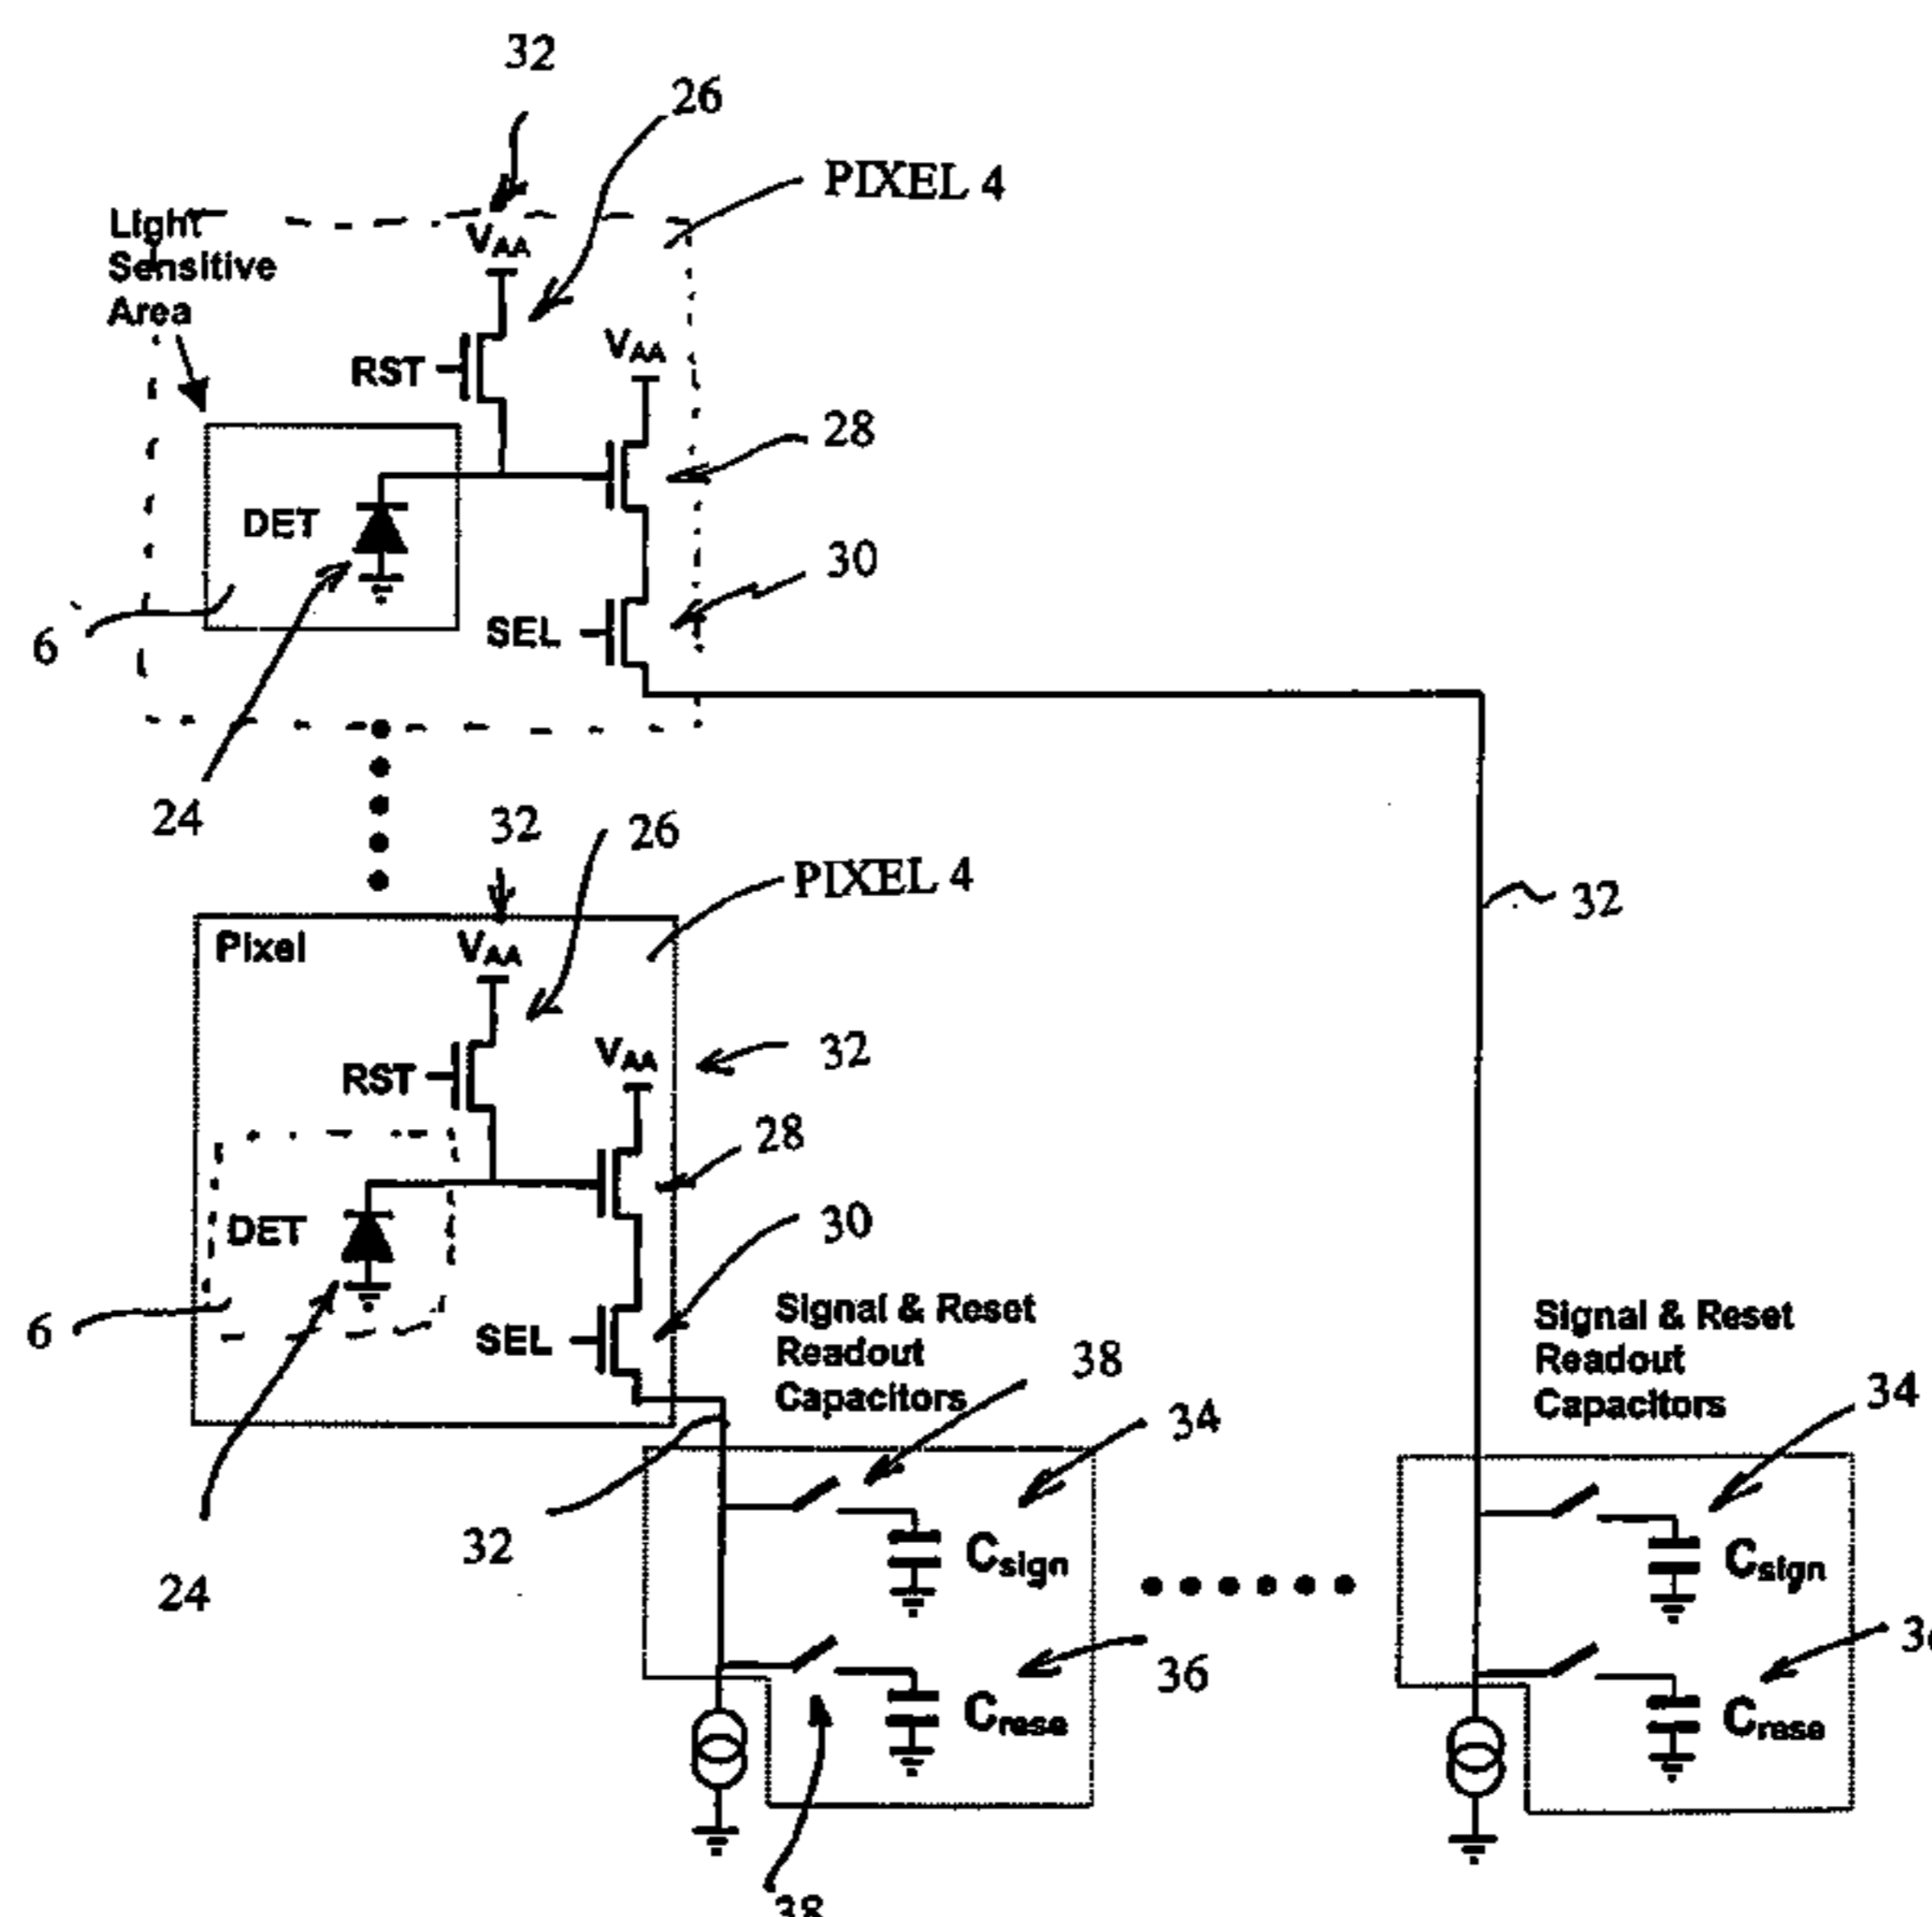 32
26
PIXEL 4
Light
Sensitive
Area
VAA
RST
VAA
28
DET
30
SEL
6
24
32
26
PIXEL 4
32
Pixel
VAA
RST
VAA
32
28
DET
30
6
SEL
Signal & Reset
Readout
Capacitors
38
34
Signal & Reset
Readout
Capacitors
34
32
24
Csign
Csign
36
Crese
Crese
38